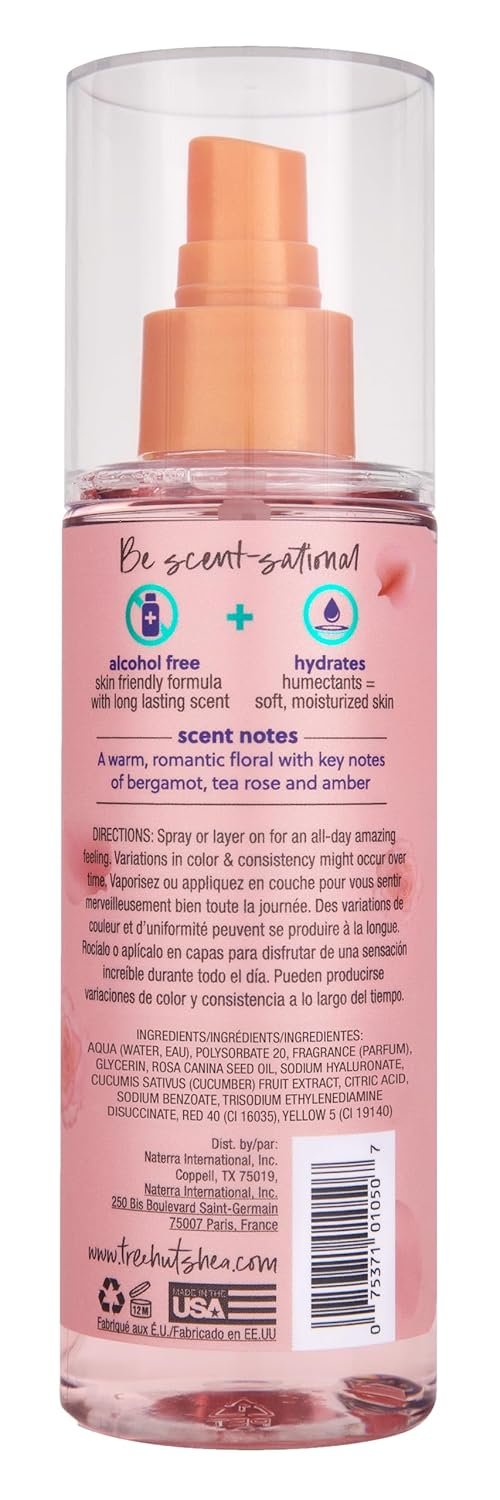 Be scent-sational
alcohol free
skin friendly formula
with long lasting scent
+
hydrates
humectants =
soft, moisturized skin
scent notes
A warm, romantic floral with key notes
of bergamot, tea rose and amber
DIRECTIONS: Spray or layer on for an all-day amazing
feeling. Variations in color & consistency might occur over
time. Vaporisez ou appliquez en couche pour vous sentir
merveilleusement bien toute la journée. Des variations de
couleur et d'uniformité peuvent se produire à la longue.
Rocíalo o aplícalo en capas para disfrutar de una sensación
increíble durante todo el día. Pueden producirse
variaciones de color y consistencia a lo largo del tiempo.
INGREDIENTS/INGRÉDIENTS/INGREDIENTES:
AQUA (WATER, EAU), POLYSORBATE 20, FRAGRANCE (PARFUM),
GLYCERIN, ROSA CANINA SEED OIL, SODIUM HYALURONATE,
CUCUMIS SATIVUS (CUCUMBER) FRUIT EXTRACT, CITRIC ACID,
SODIUM BENZOATE, TRISODIUM ETHYLENEDIAMINE
DISUCCINATE, RED 40 (CI 16035), YELLOW 5 (CI 19140)
Dist. by/par:
Naterra International, Inc.
Coppell, TX 75019,
Naterra International, Inc.
250 Bis Boulevard Saint-Germain
75007 Paris, France
www.treehutshea.com
12M
MADE IN THE
USA
Fabriqué aux É.U./Fabricado en EE.UU
0 75371 01050 7